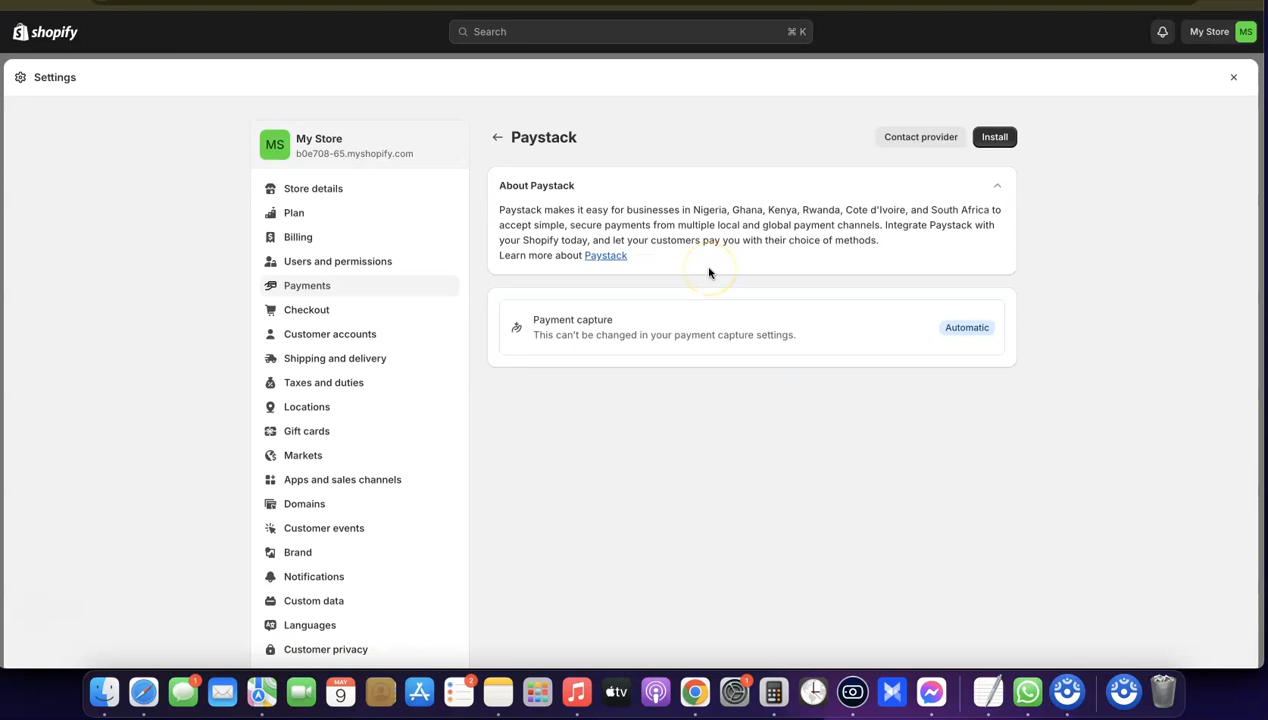 shopify
Search
⌘ K
My Store
MS
Settings
MS
My Store
b0e708-65.myshopify.com
Store details
Plan
Billing
Users and permissions
Payments
Checkout
Customer accounts
Shipping and delivery
Taxes and duties
Locations
Gift cards
Markets
Apps and sales channels
Domains
Customer events
Brand
Notifications
Custom data
Languages
Customer privacy
Paystack
Contact provider
Install
About Paystack
Paystack makes it easy for businesses in Nigeria, Ghana, Kenya, Rwanda, Cote d'Ivoire, and South Africa to
accept simple, secure payments from multiple local and global payment channels. Integrate Paystack with
your Shopify today, and let your customers pay you with their choice of methods.
Learn more about Paystack
Payment capture
This can't be changed in your payment capture settings.
Automatic
1
MAY
9
2
tv
1